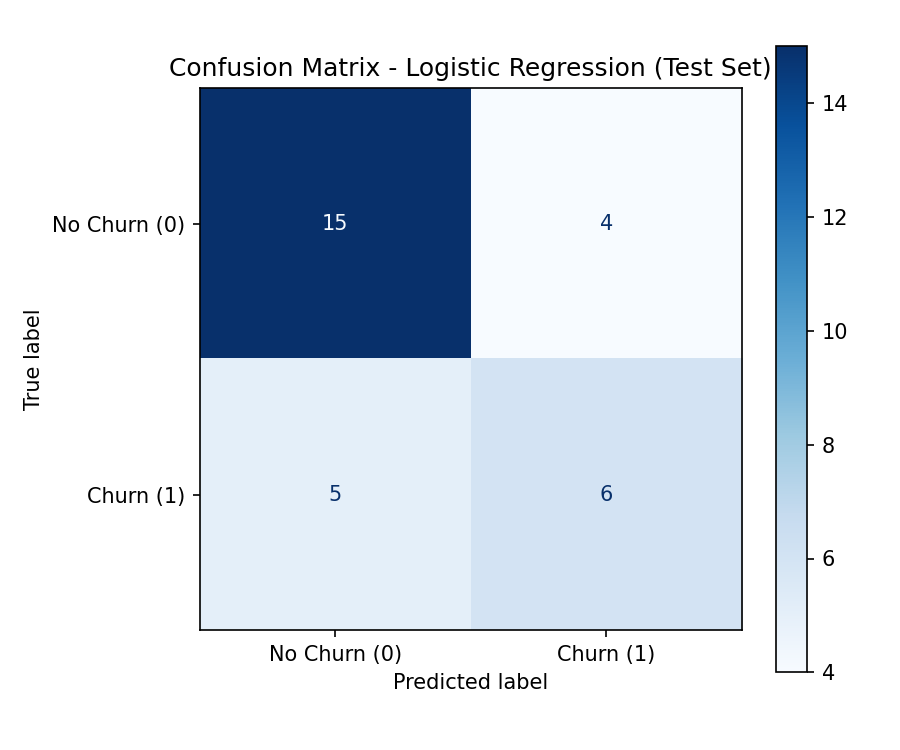 Confusion Matrix - Logistic Regression (Test Set)
No Churn (0)
15
4
True label
Churn (1)
5
6
No Churn (0)
Churn (1)
Predicted label
14
12
10
8
6
4